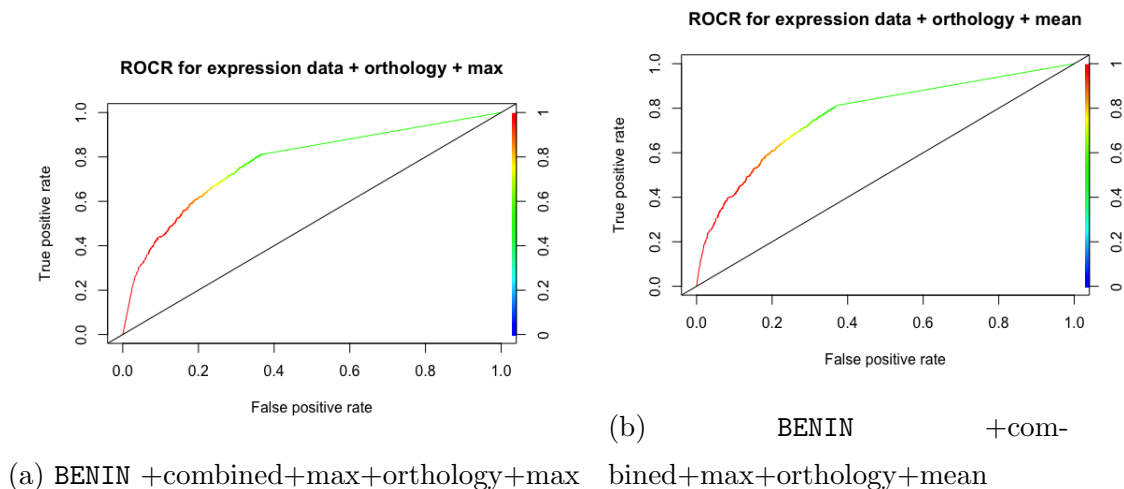 ROCR for expression data + orthology + max
1.0
0.8
0.6
0.4
0.2
0.0
True positive rate
0.0 0.2 0.4 0.6 0.8 1.0
False positive rate
1
0.8
0.6
0.4
0.2
0
(a) BENIN +combined+max+orthology+max
ROCR for expression data + orthology + mean
1.0
0.8
0.6
0.4
0.2
0.0
True positive rate
0.0 0.2 0.4 0.6 0.8 1.0
False positive rate
1
0.8
0.6
0.4
0.2
0
(b) BENIN +com-
bined+max+orthology+mean